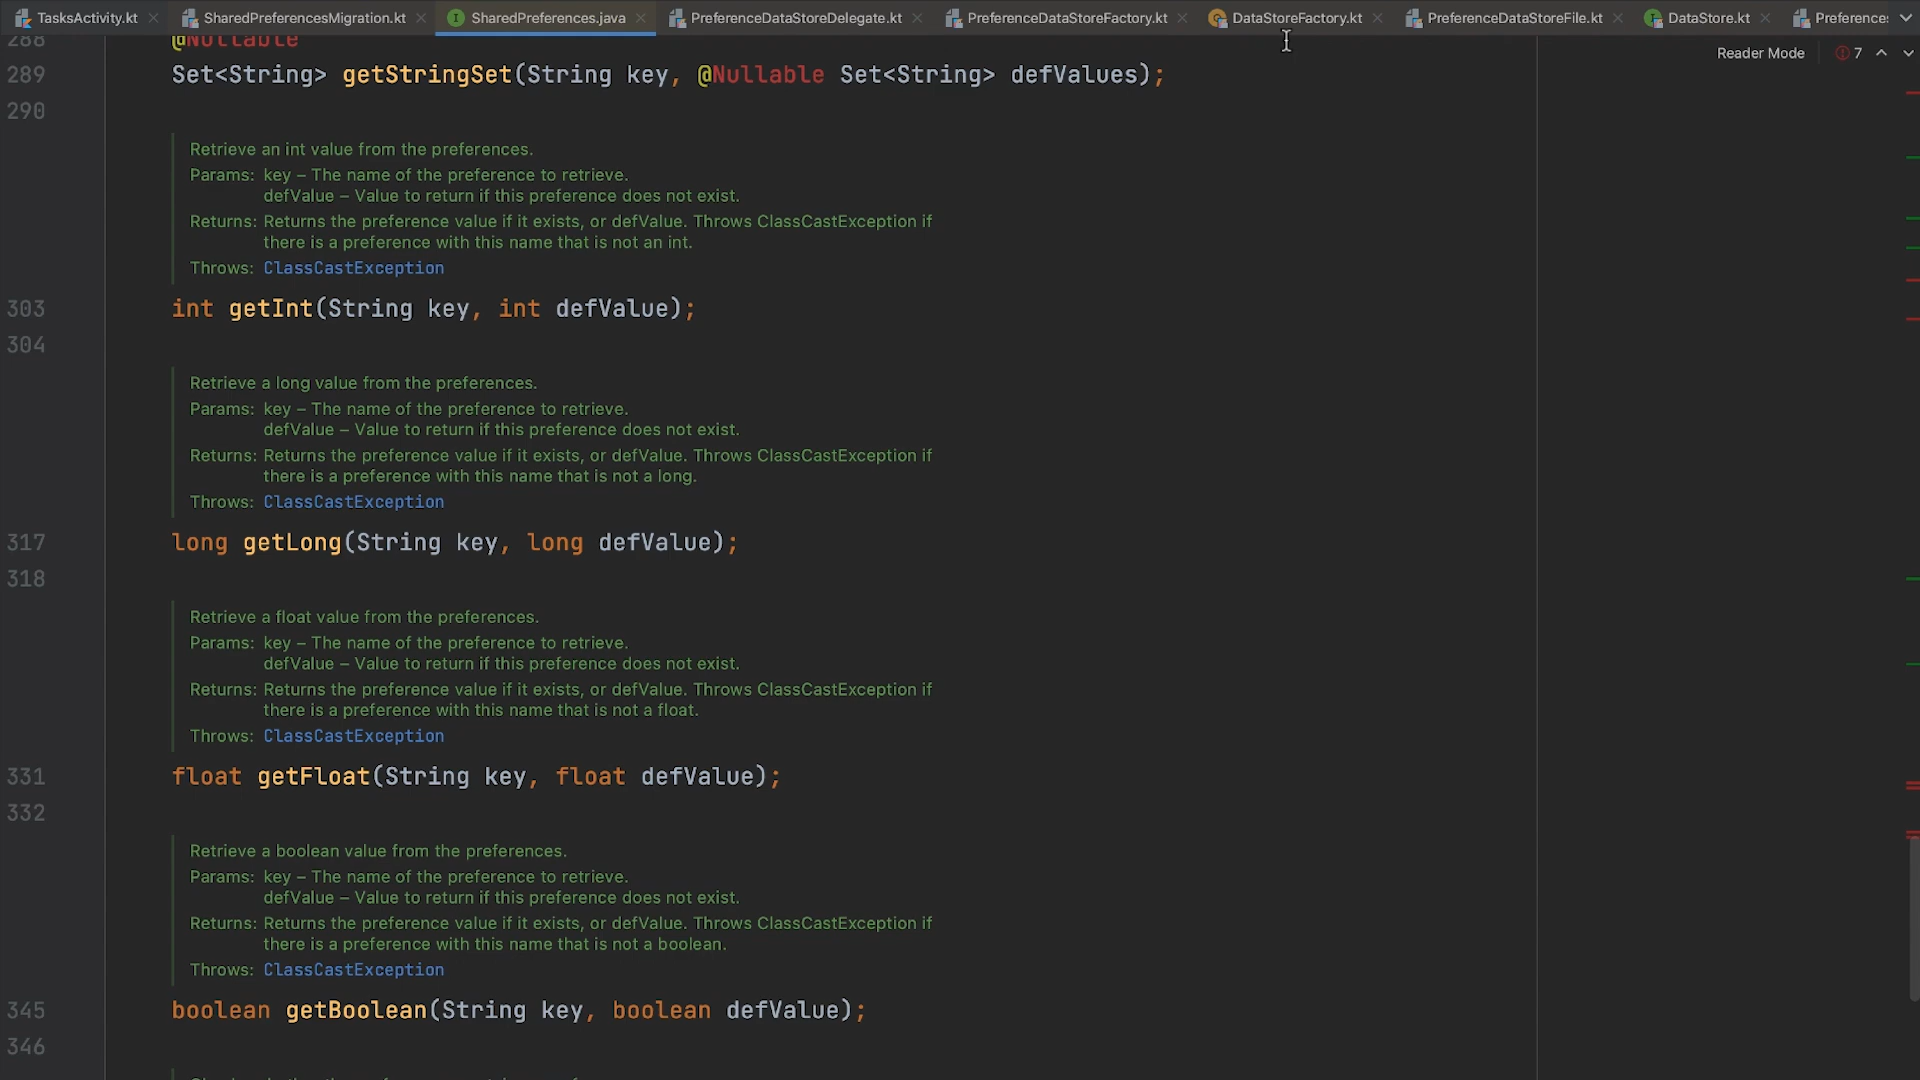 TasksActivity.kt SharedPreferencesMigration.kt SharedPreferences.java PreferenceDataStoreDelegate.kt PreferenceDataStoreFactory.kt DataStoreFactory.kt PreferenceDataStoreFile.kt DataStore.kt Preferences
Reader Mode 7
288 @Nullable
289 Set<String> getStringSet(String key, @Nullable Set<String> defValues);
290
Retrieve an int value from the preferences.
Params: key – The name of the preference to retrieve.
defValue – Value to return if this preference does not exist.
Returns: Returns the preference value if it exists, or defValue. Throws ClassCastException if
there is a preference with this name that is not an int.
Throws: ClassCastException
303 int getInt(String key, int defValue);
304
Retrieve a long value from the preferences.
Params: key – The name of the preference to retrieve.
defValue – Value to return if this preference does not exist.
Returns: Returns the preference value if it exists, or defValue. Throws ClassCastException if
there is a preference with this name that is not a long.
Throws: ClassCastException
317 long getLong(String key, long defValue);
318
Retrieve a float value from the preferences.
Params: key – The name of the preference to retrieve.
defValue – Value to return if this preference does not exist.
Returns: Returns the preference value if it exists, or defValue. Throws ClassCastException if
there is a preference with this name that is not a float.
Throws: ClassCastException
331 float getFloat(String key, float defValue);
332
Retrieve a boolean value from the preferences.
Params: key – The name of the preference to retrieve.
defValue – Value to return if this preference does not exist.
Returns: Returns the preference value if it exists, or defValue. Throws ClassCastException if
there is a preference with this name that is not a boolean.
Throws: ClassCastException
345 boolean getBoolean(String key, boolean defValue);
346